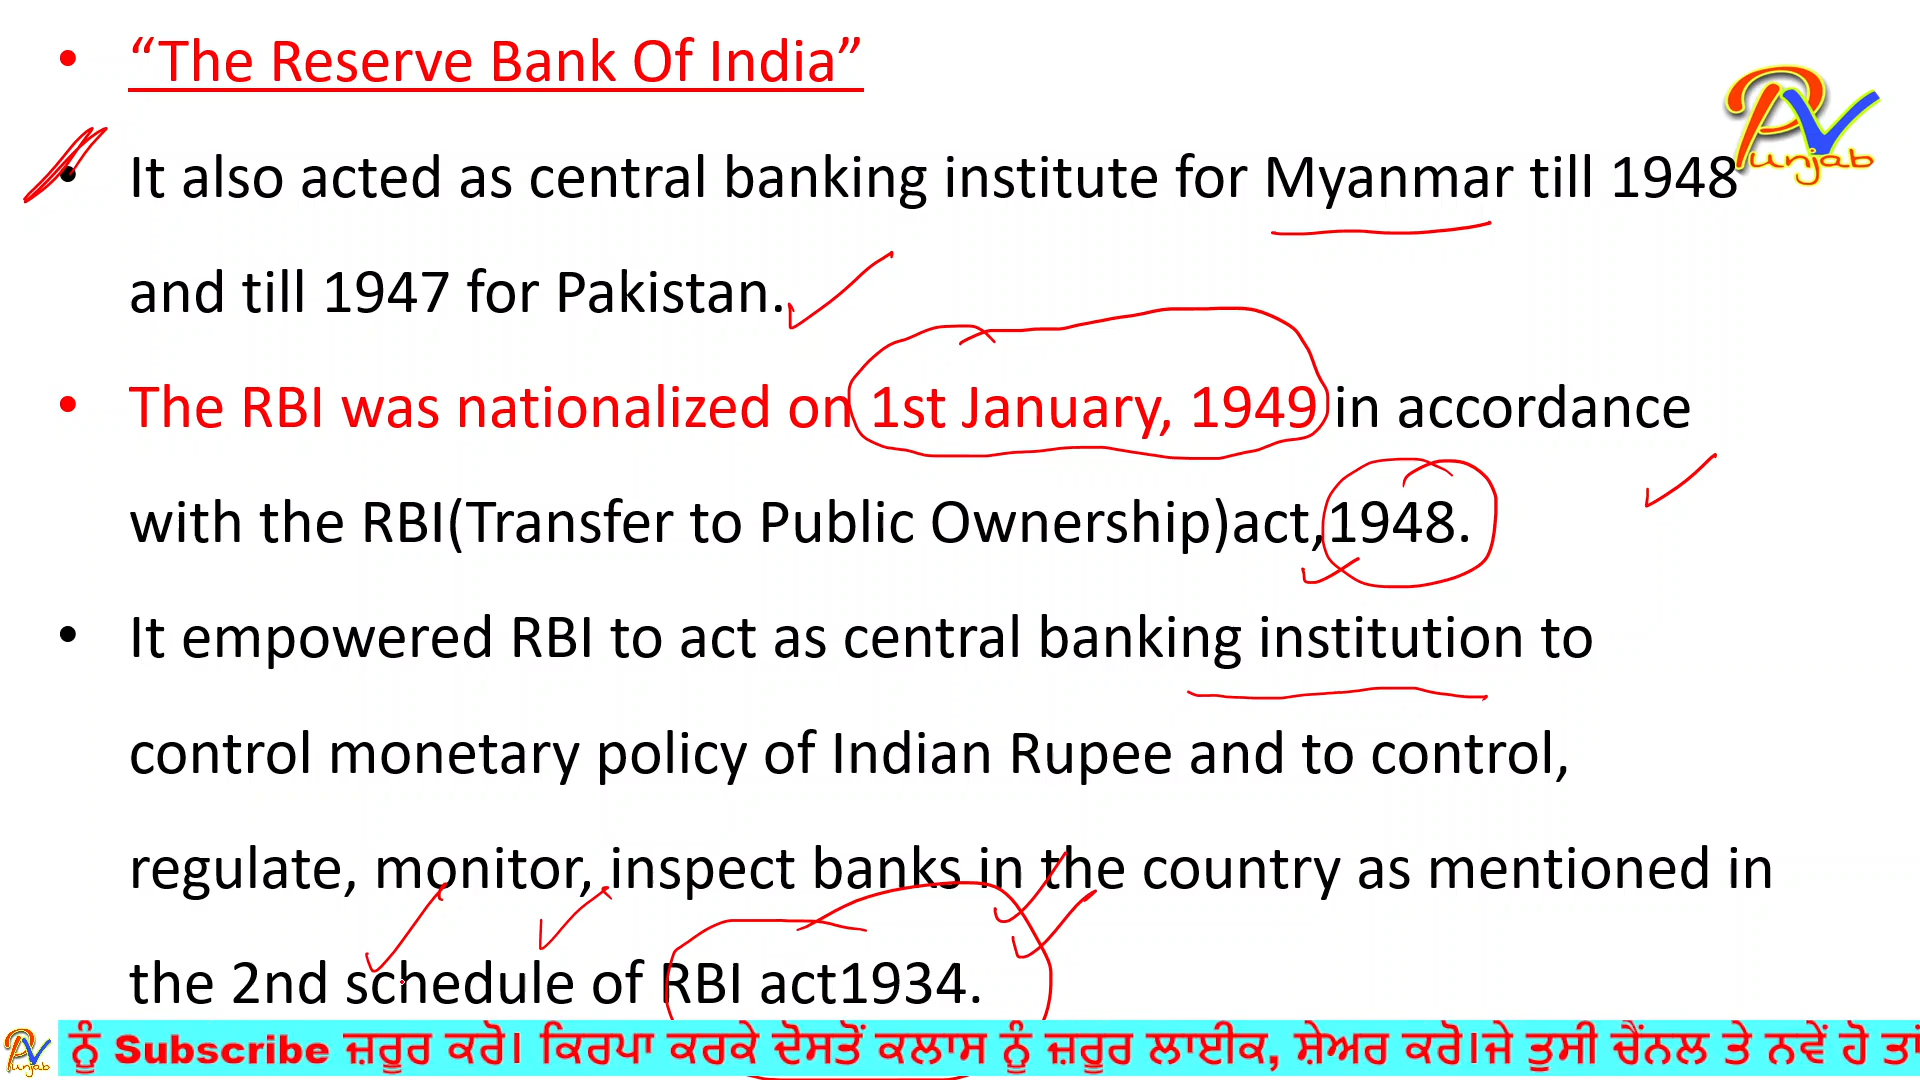 • “The Reserve Bank Of India”
PV Punjab
• It also acted as central banking institute for Myanmar till 1948
and till 1947 for Pakistan.
• The RBI was nationalized on 1st January, 1949 in accordance
with the RBI(Transfer to Public Ownership)act,1948.
• It empowered RBI to act as central banking institution to
control monetary policy of Indian Rupee and to control,
regulate, monitor, inspect banks in the country as mentioned in
the 2nd schedule of RBI act1934.
PV Punjab
ਨੂੰ Subscribe ਜ਼ਰੂਰ ਕਰੋ। ਕਿਰਪਾ ਕਰਕੇ ਦੋਸਤੋਂ ਕਲਾਸ ਨੂੰ ਜ਼ਰੂਰ ਲਾਈਕ, ਸ਼ੇਅਰ ਕਰੋ।ਜੇ ਤੁਸੀ ਚੈਂਨਲ ਤੇ ਨਵੇਂ ਹੋ ਤਾਂ